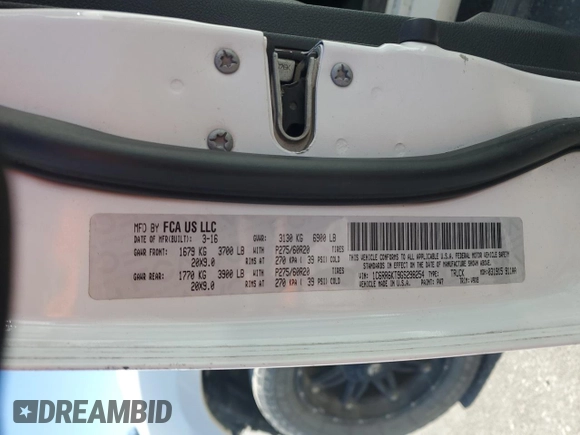 MFD BY FCA US LLC
MFR(BUILT): 3-16 GVWR: 3130 KG 6900 LB
GAWR FRONT: 1679 KG 3700 LB WITH P275/60R20 TIRES
20X9.0 RIMS AT 270 KPA ( 39 PSI) COLD
GAWR REAR: 1770 KG 3900 LB WITH P275/60R20 TIRES
20X9.0 RIMS AT 270 KPA ( 39 PSI) COLD
THIS VEHICLE CONFORMS TO ALL APPLICABLE U.S.A. FEDERAL MOTOR VEHICLE SAFETY
STANDARDS IN EFFECT ON THE DATE OF MANUFACTURE SHOWN ABOVE.
TYPE: TRUCK
VEHICLE MADE IN U.S.A. PAINT: PW7
DREAMBID